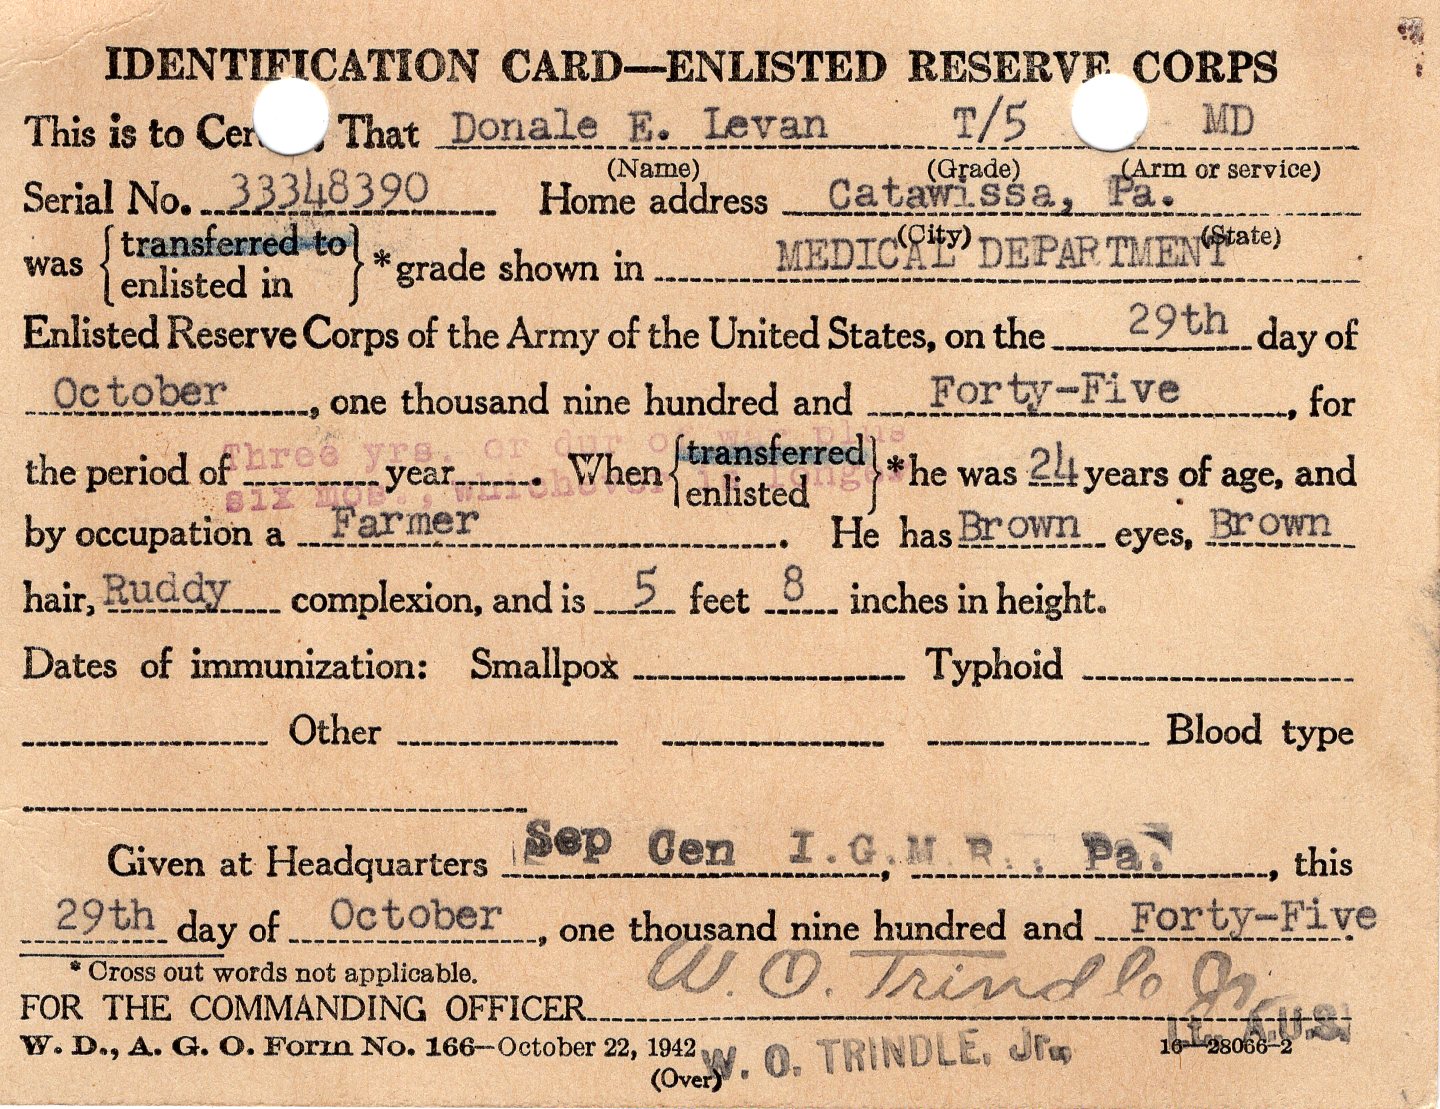 IDENTIFICATION CARD—ENLISTED RESERVE CORPS
This is to Cer That Donale E. Levan T/5 MD
(Name) (Grade) (Arm or service)
Serial No. 33348390 Home address Catawissa, Pa.
(City) (State)
was {transferred to enlisted in}* grade shown in MEDICAL DEPARTMENT
Enlisted Reserve Corps of the Army of the United States, on the 29th day of
October, one thousand nine hundred and Forty-Five, for
Three yrs. or dur of war plus
the period of year. When {transferred enlisted}* he was 24 years of age, and
six mos., whichever is longer
by occupation a Farmer. He has Brown eyes, Brown
hair, Ruddy complexion, and is 5 feet 8 inches in height.
Dates of immunization: Smallpox Typhoid
Other Blood type
Given at Headquarters Sep Cen I.G.M.R., Pa., this
29th day of October, one thousand nine hundred and Forty-Five.
* Cross out words not applicable.
W. O. Trindle Jr.
FOR THE COMMANDING OFFICER
Lt. A.U.S.
W. D., A. G. O. Form No. 166—October 22, 1942 W. O. TRINDLE, Jr., 16—28066-2
(Over)